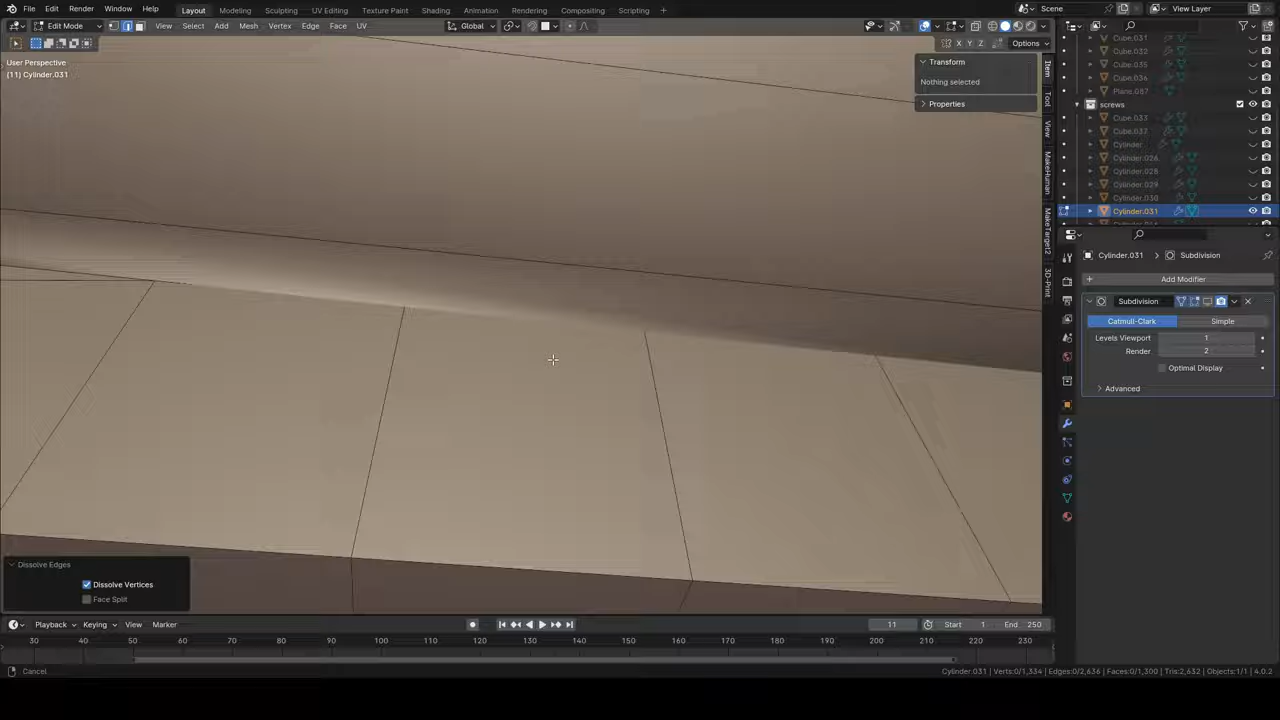 File Edit Render Window Help
Layout Modeling Sculpting UV Editing Texture Paint Shading Animation Rendering Compositing Scripting +
Scene
View Layer
Edit Mode View Select Add Mesh Vertex Edge Face UV
Global
X Y Z Options
User Perspective
(11) Cylinder.031
Transform
Nothing selected
Properties
Item
Tool
View
MakeHuman
MakeTarget2
3D-Print
Cube.031
Cube.032
Cube.035
Cube.036
Plane.087
screws
Cube.033
Cube.037
Cylinder
Cylinder.026
Cylinder.028
Cylinder.029
Cylinder.030
Cylinder.031
Cylinder.031 > Subdivision
+ Add Modifier
Subdivision
Catmull-Clark Simple
Levels Viewport 1
Render 2
Optimal Display
Advanced
Dissolve Edges
Dissolve Vertices
Face Split
Playback Keying View Marker
11 Start 1 End 250
30 40 50 60 70 80 90 100 110 120 130 140 150 160 170 180 190 200 210 220 230
Cancel
Cylinder.031 | Verts:0/1,334 | Edges:0/2,636 | Faces:0/1,300 | Tris:2,632 | Objects:1/1 | 4.0.2